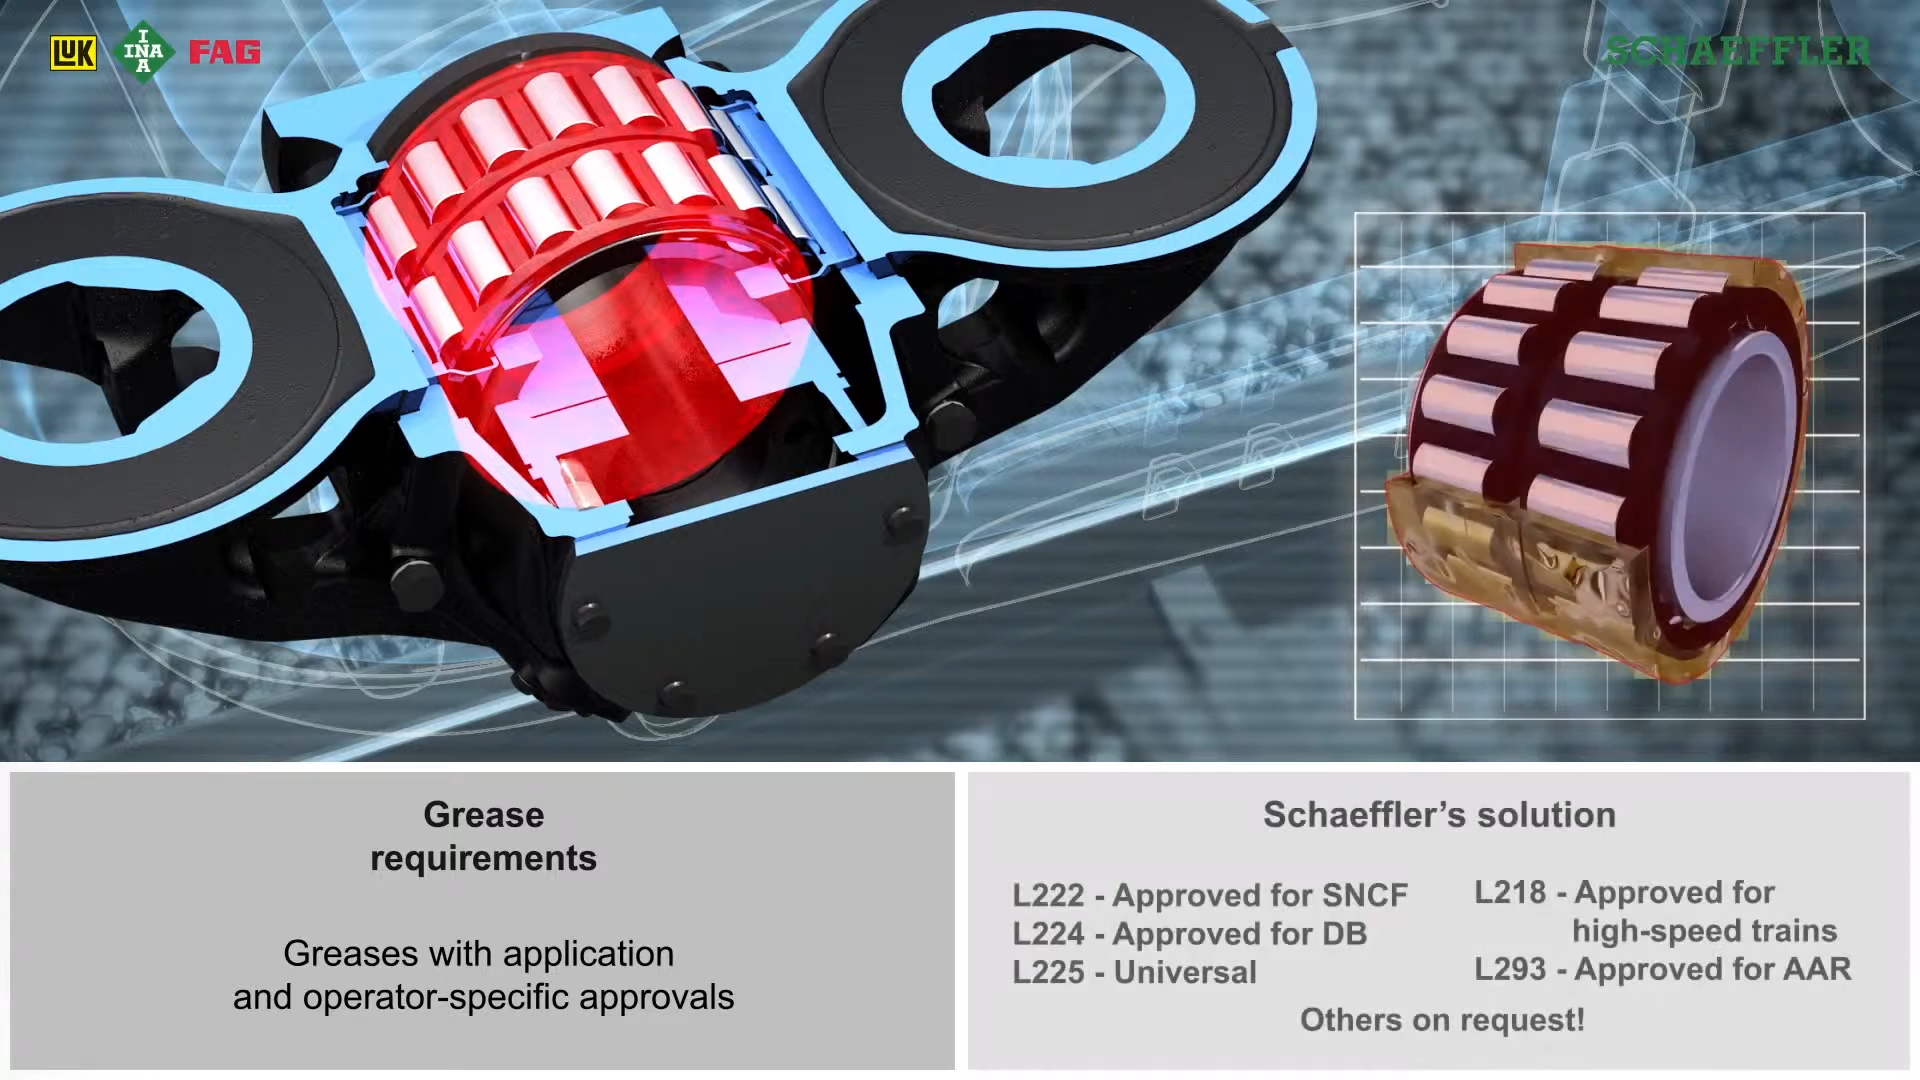 LUK
INA
INA
FAG
SCHAEFFLER
Grease
requirements
Greases with application
and operator-specific approvals
Schaeffler’s solution
L222 - Approved for SNCF
L224 - Approved for DB
L225 - Universal
L218 - Approved for
high-speed trains
L293 - Approved for AAR
Others on request!